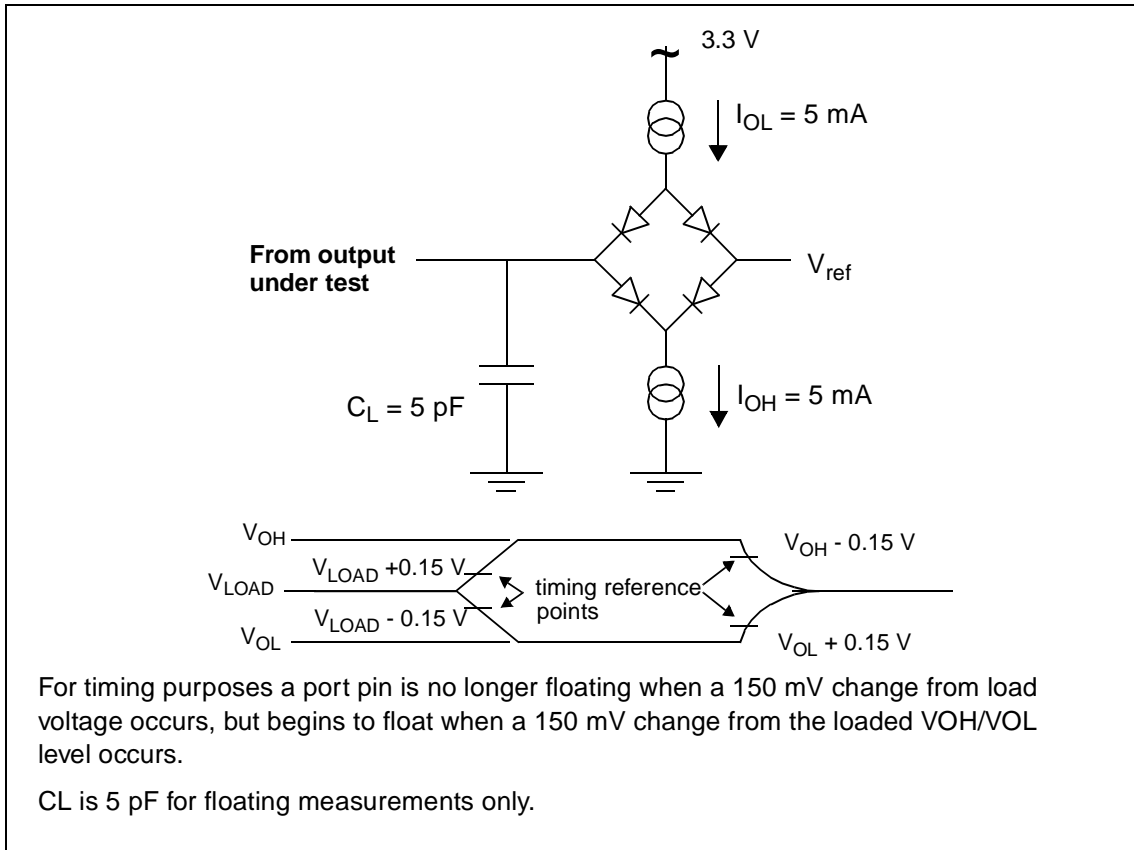 3.3 V
I_OL = 5 mA
From output
under test
V_ref
C_L = 5 pF
I_OH = 5 mA
V_OH
V_LOAD +0.15 V
V_OH - 0.15 V
V_LOAD
timing reference
points
V_LOAD - 0.15 V
V_OL
V_OL + 0.15 V
For timing purposes a port pin is no longer floating when a 150 mV change from load
voltage occurs, but begins to float when a 150 mV change from the loaded VOH/VOL
level occurs.
CL is 5 pF for floating measurements only.